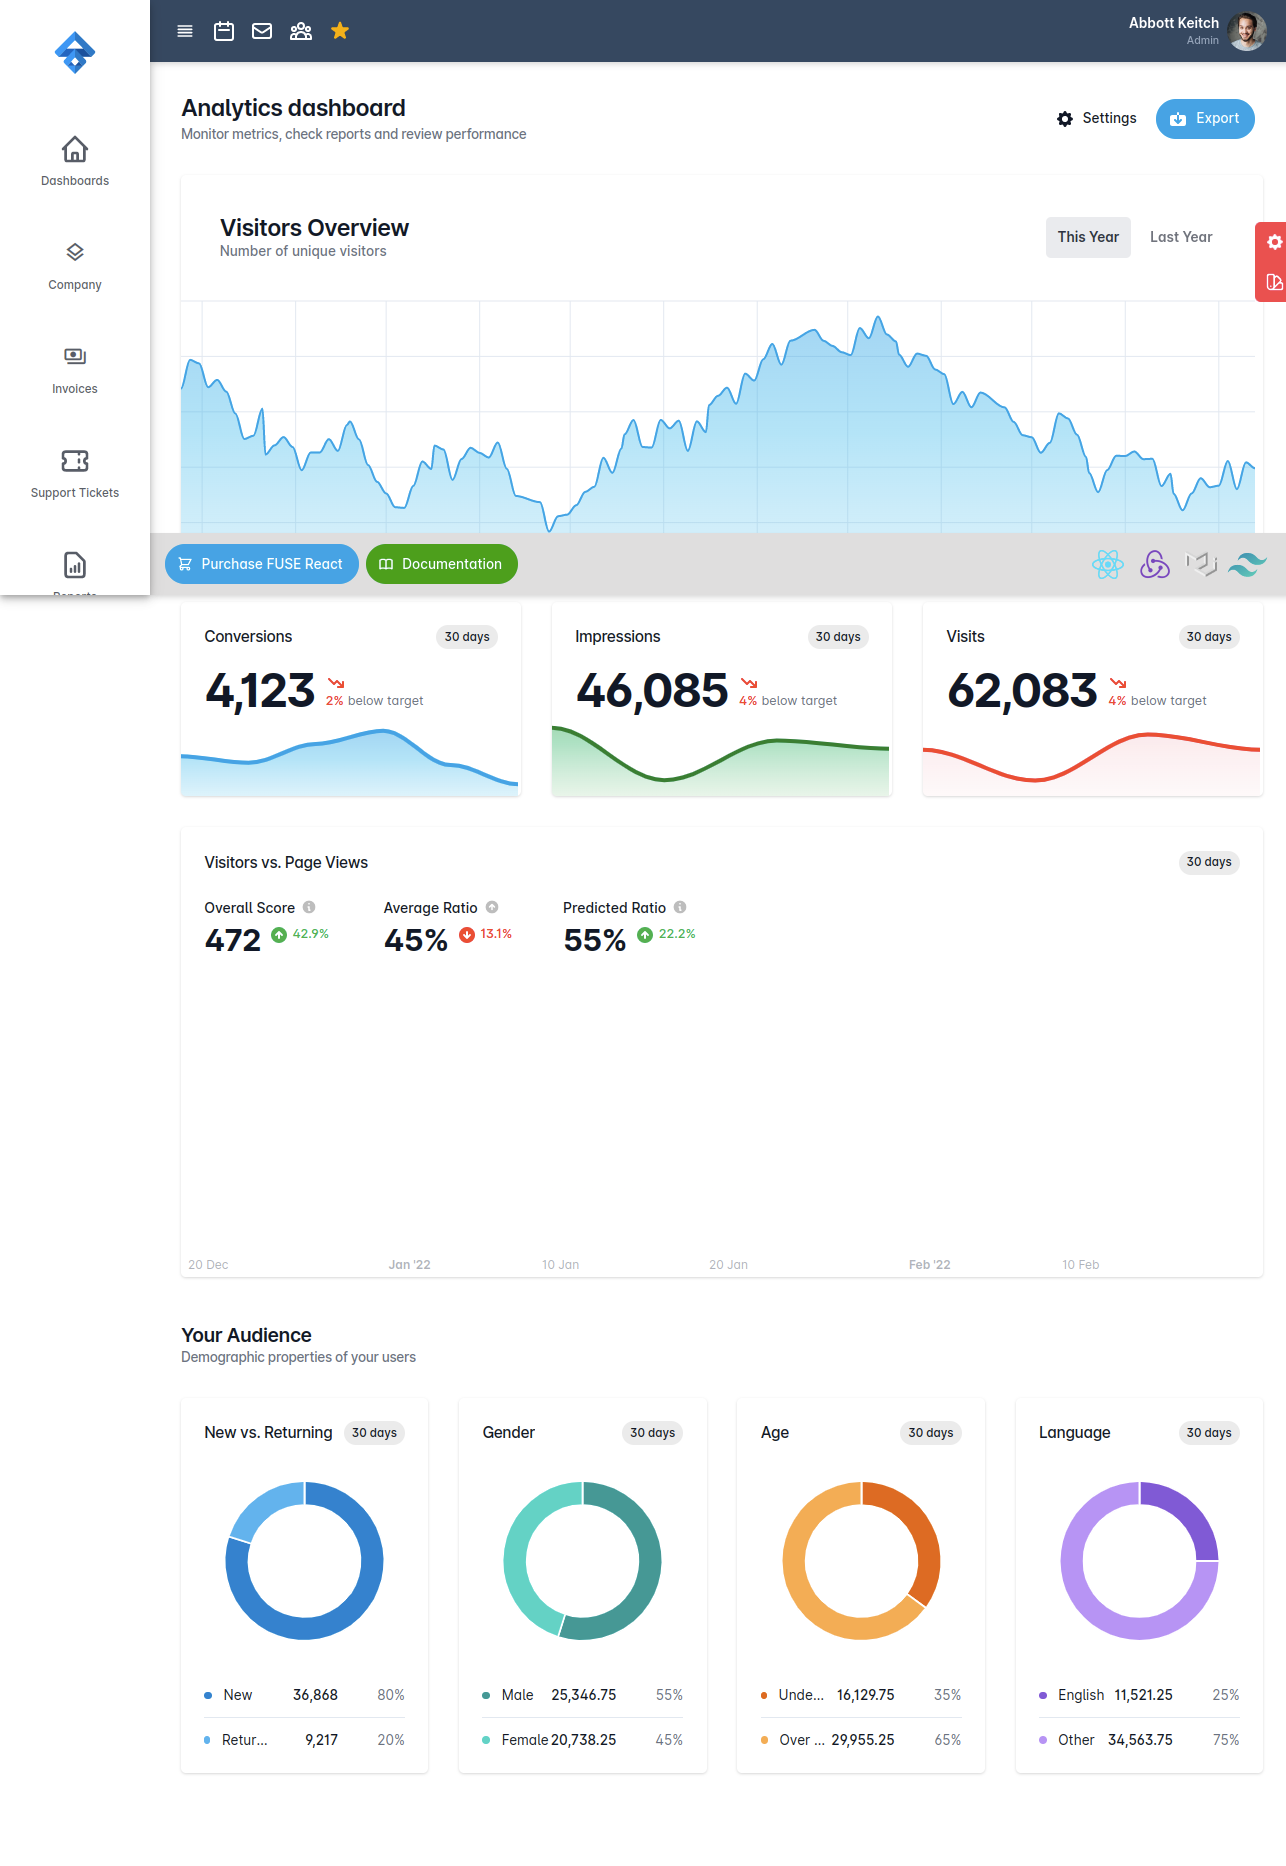 Abbott Keitch
Admin
Dashboards
Company
Invoices
Support Tickets
Reports
Analytics dashboard
Monitor metrics, check reports and review performance
Settings
Export
Visitors Overview
Number of unique visitors
This Year
Last Year
Purchase FUSE React
Documentation
Conversions
30 days
4,123
2% below target
Impressions
30 days
46,085
4% below target
Visits
30 days
62,083
4% below target
Visitors vs. Page Views
30 days
Overall Score
472
42.9%
Average Ratio
45%
13.1%
Predicted Ratio
55%
22.2%
20 Dec
Jan '22
10 Jan
20 Jan
Feb '22
10 Feb
Your Audience
Demographic properties of your users
New vs. Returning
30 days
New 36,868 80%
Retur... 9,217 20%
Gender
30 days
Male 25,346.75 55%
Female 20,738.25 45%
Age
30 days
Unde... 16,129.75 35%
Over ... 29,955.25 65%
Language
30 days
English 11,521.25 25%
Other 34,563.75 75%